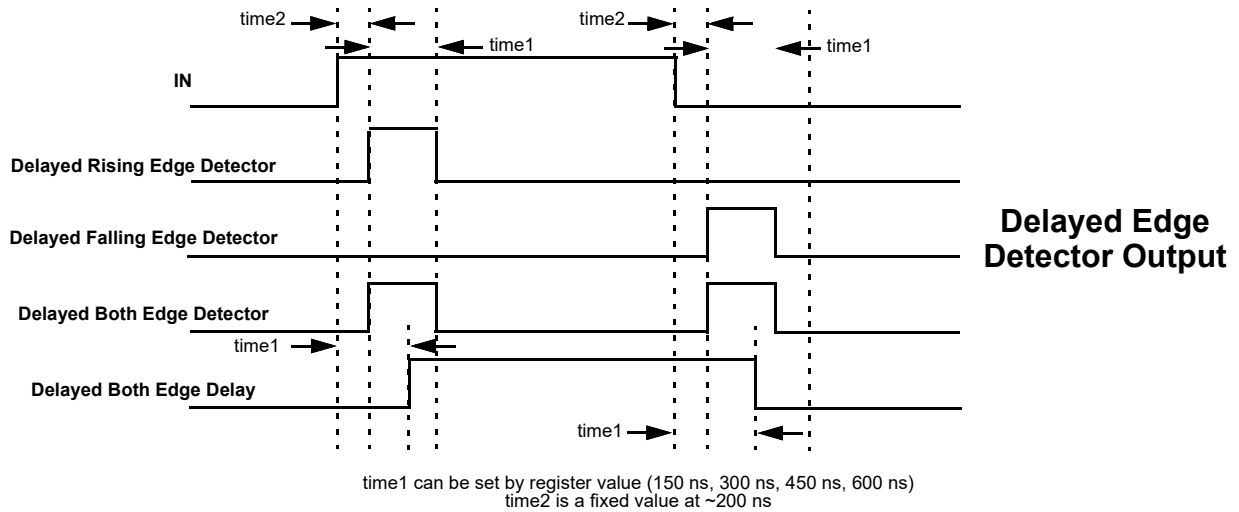 time2
time2
time1
time1
IN
Delayed Rising Edge Detector
Delayed Edge
Detector Output
Delayed Falling Edge Detector
Delayed Both Edge Detector
time1
Delayed Both Edge Delay
time1
time1 can be set by register value (150 ns, 300 ns, 450 ns, 600 ns)
time2 is a fixed value at ~200 ns